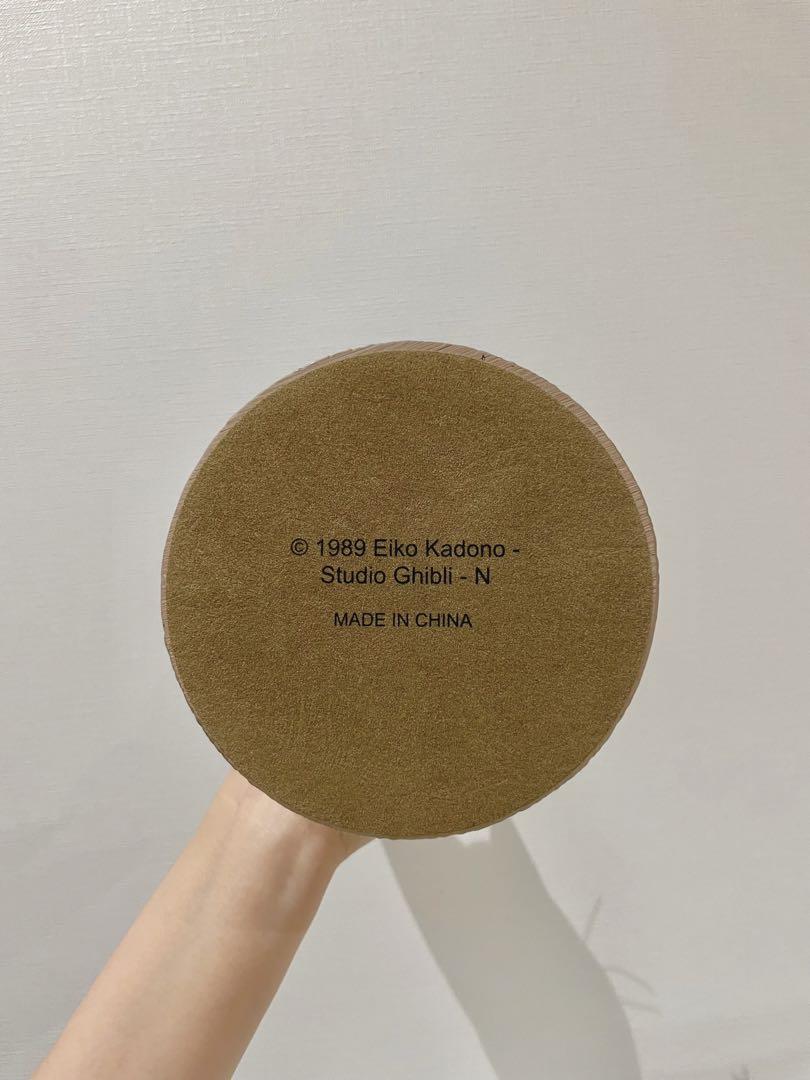 © 1989 Eiko Kadono -
Studio Ghibli - N
MADE IN CHINA